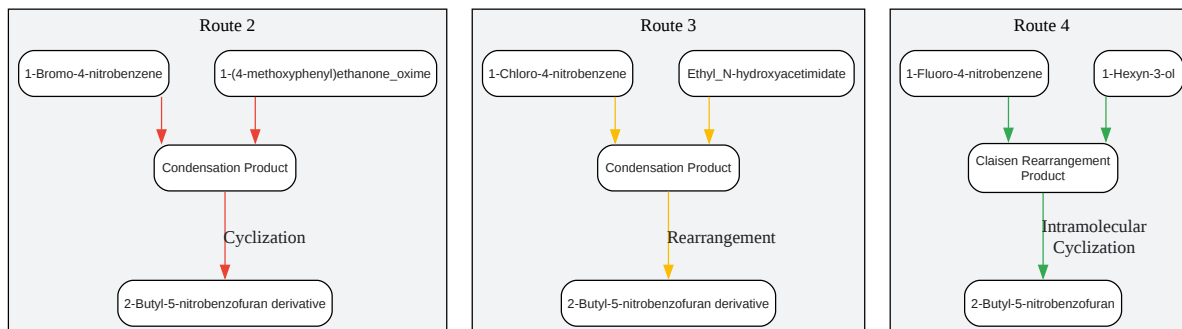 Route 2
1-Bromo-4-nitrobenzene
1-(4-methoxyphenyl)ethanone_oxime
Condensation Product
Cyclization
2-Butyl-5-nitrobenzofuran derivative
Route 3
1-Chloro-4-nitrobenzene
Ethyl_N-hydroxyacetimidate
Condensation Product
Rearrangement
2-Butyl-5-nitrobenzofuran derivative
Route 4
1-Fluoro-4-nitrobenzene
1-Hexyn-3-ol
Claisen Rearrangement
Product
Intramolecular
Cyclization
2-Butyl-5-nitrobenzofuran